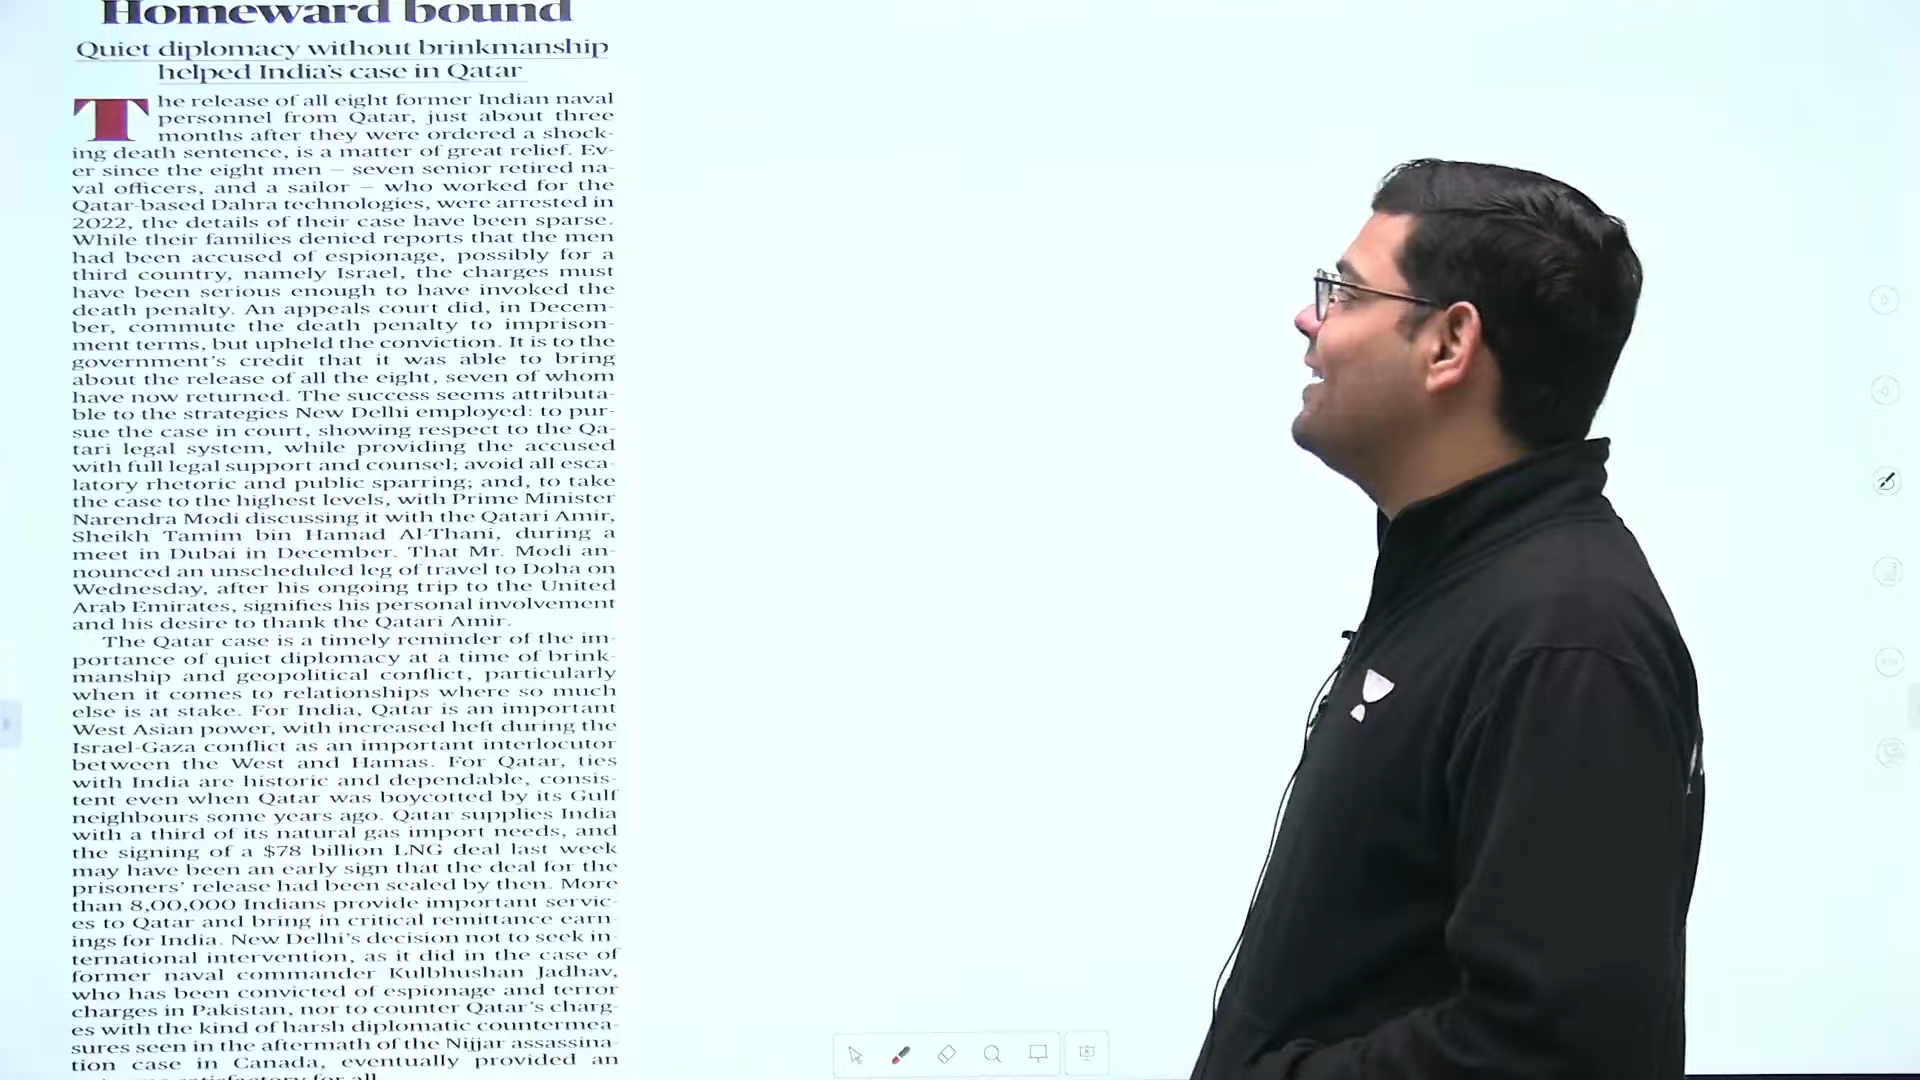 Homeward bound
Quiet diplomacy without brinkmanship
helped India's case in Qatar
The release of all eight former Indian naval
personnel from Qatar, just about three
months after they were ordered a shock-
ing death sentence, is a matter of great relief. Ev-
er since the eight men – seven senior retired na-
val officers, and a sailor – who worked for the
Qatar-based Dahra technologies, were arrested in
2022, the details of their case have been sparse.
While their families denied reports that the men
had been accused of espionage, possibly for a
third country, namely Israel, the charges must
have been serious enough to have invoked the
death penalty. An appeals court did, in Decem-
ber, commute the death penalty to imprison-
ment terms, but upheld the conviction. It is to the
government's credit that it was able to bring
about the release of all the eight, seven of whom
have now returned. The success seems attributa-
ble to the strategies New Delhi employed: to pur-
sue the case in court, showing respect to the Qa-
tari legal system, while providing the accused
with full legal support and counsel; avoid all esca-
latory rhetoric and public sparring; and, to take
the case to the highest levels, with Prime Minister
Narendra Modi discussing it with the Qatari Amir,
Sheikh Tamim bin Hamad Al-Thani, during a
meet in Dubai in December. That Mr. Modi an-
nounced an unscheduled leg of travel to Doha on
Wednesday, after his ongoing trip to the United
Arab Emirates, signifies his personal involvement
and his desire to thank the Qatari Amir.
The Qatar case is a timely reminder of the im-
portance of quiet diplomacy at a time of brink-
manship and geopolitical conflict, particularly
when it comes to relationships where so much
else is at stake. For India, Qatar is an important
West Asian power, with increased heft during the
Israel-Gaza conflict as an important interlocutor
between the West and Hamas. For Qatar, ties
with India are historic and dependable, consis-
tent even when Qatar was boycotted by its Gulf
neighbours some years ago. Qatar supplies India
with a third of its natural gas import needs, and
the signing of a $78 billion LNG deal last week
may have been an early sign that the deal for the
prisoners' release had been sealed by then. More
than 8,00,000 Indians provide important servic-
es to Qatar and bring in critical remittance earn-
ings for India. New Delhi's decision not to seek in-
ternational intervention, as it did in the case of
former naval commander Kulbhushan Jadhav,
who has been convicted of espionage and terror
charges in Pakistan, nor to counter Qatar's charg-
es with the kind of harsh diplomatic countermea-
sures seen in the aftermath of the Nijjar assassina-
tion case in Canada, eventually provided an
satisfactory for all